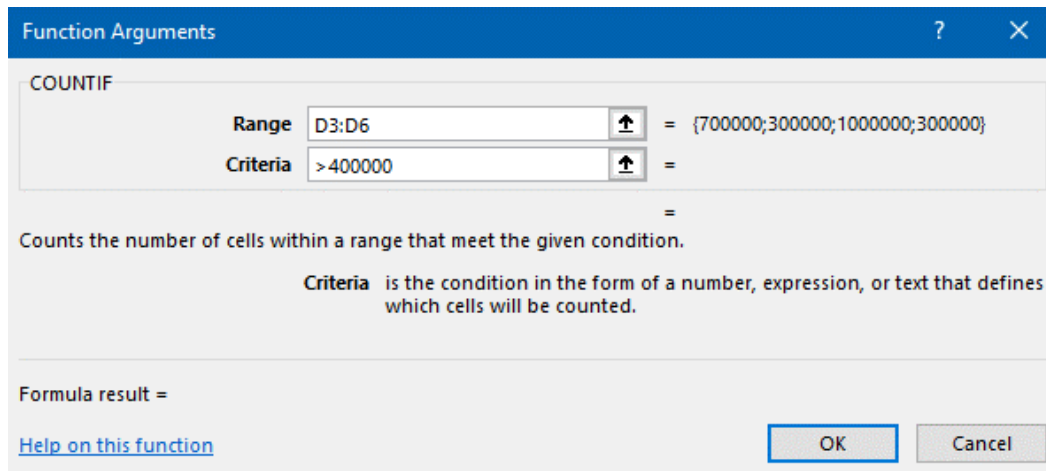 Function Arguments ? ×
COUNTIF
Range D3:D6 = {700000;300000;1000000;300000}
Criteria >400000 =
=
Counts the number of cells within a range that meet the given condition.
Criteria is the condition in the form of a number, expression, or text that defines
which cells will be counted.
Formula result =
Help on this function OK Cancel